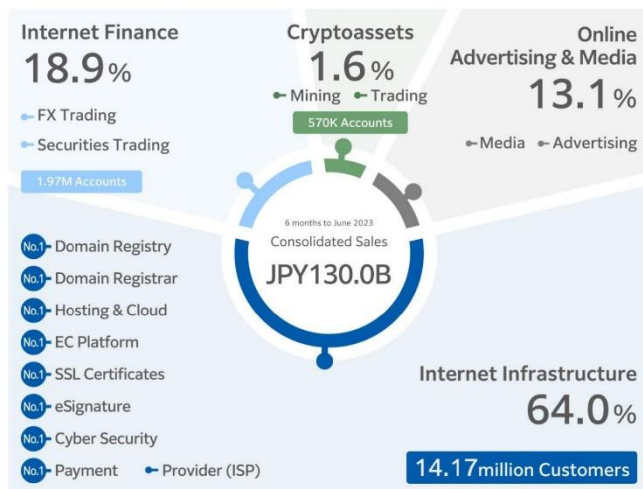 Internet Finance
18.9%
FX Trading
Securities Trading
1.97M Accounts
Cryptoassets
1.6%
Mining Trading
570K Accounts
Online
Advertising & Media
13.1%
Media Advertising
6 months to June 2023
Consolidated Sales
JPY130.0B
No.1 Domain Registry
No.1 Domain Registrar
No.1 Hosting & Cloud
No.1 EC Platform
No.1 SSL Certificates
No.1 eSignature
No.1 Cyber Security
No.1 Payment Provider (ISP)
Internet Infrastructure
64.0%
14.17million Customers